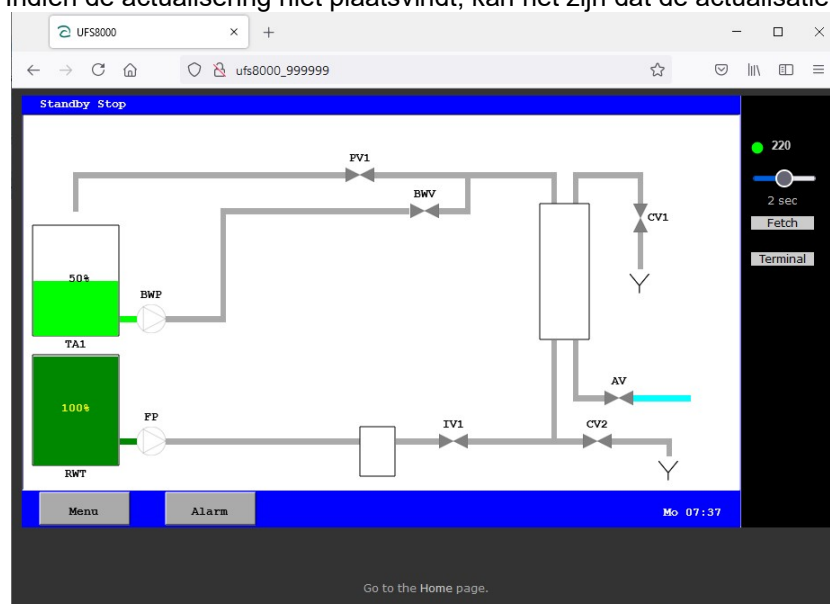 Indien de actualisering niet plaatsvindt, kan het zijn dat de actualisatie
UFS8000
ufs8000_999999
Standby Stop
220
2 sec
Fetch
Terminal
PV1
BWV
CV1
50%
BWP
TA1
AV
100%
FP
IV1
CV2
RWT
Menu
Alarm
Mo 07:37
Go to the Home page.